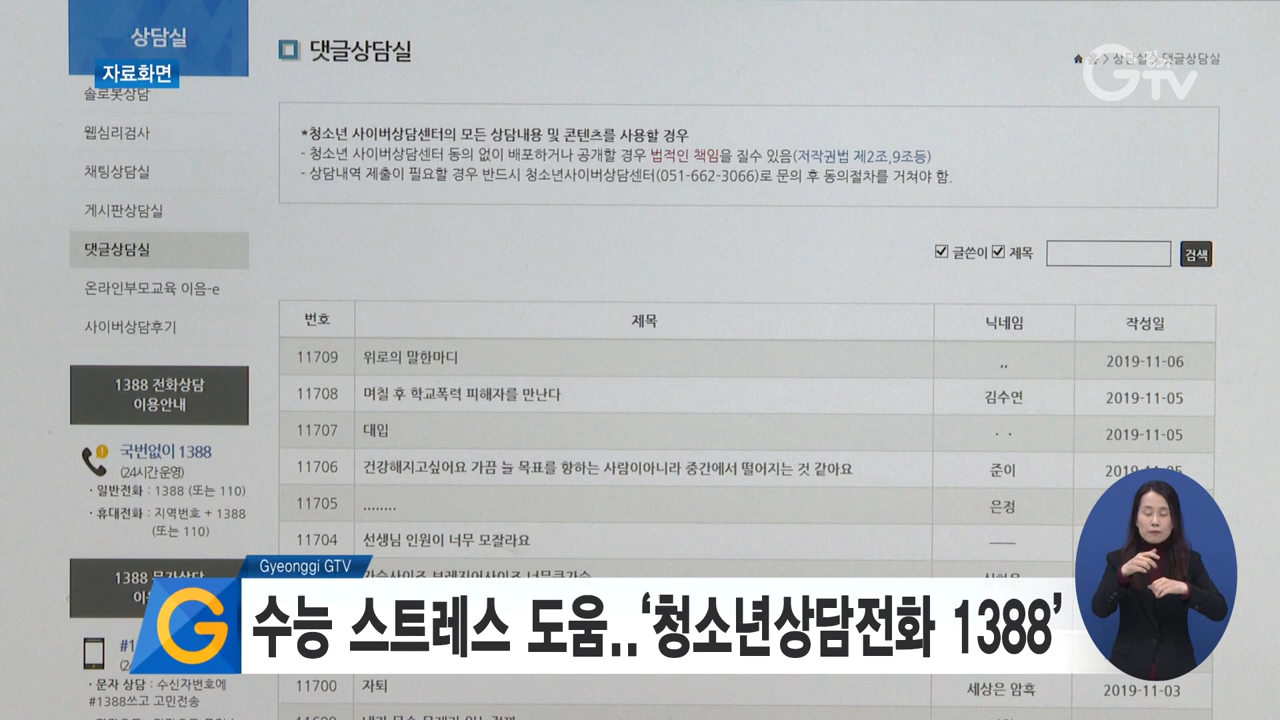 상담실
자료화면
솔로봇상담
웹심리검사
채팅상담실
게시판상담실
댓글상담실
온라인부모교육 이음-e
사이버상담후기
1388 전화상담
이용안내
국번없이 1388
(24시간 운영)
· 일반전화 : 1388 (또는 110)
· 휴대전화 : 지역번호 + 1388
(또는 110)
1388
#1
· 문자 상담 : 수신자번호에
#1388쓰고 고민전송
댓글상담실
> 댓글상담실
GTV
*청소년 사이버상담센터의 모든 상담내용 및 콘텐츠를 사용할 경우
- 청소년 사이버상담센터 동의 없이 배포하거나 공개할 경우 법적인 책임을 질수 있음(저작권법 제2조,9조등)
- 상담내역 제출이 필요할 경우 반드시 청소년사이버상담센터(051-662-3066)로 문의 후 동의절차를 거쳐야 함.
글쓴이 제목 검색
번호 제목 닉네임 작성일
11709 위로의 말한마디 ,, 2019-11-06
11708 며칠 후 학교폭력 피해자를 만난다 김수연 2019-11-05
11707 대입 · · 2019-11-05
11706 건강해지고싶어요 가끔 늘 목표를 향하는 사람이아니라 중간에서 떨어지는 것 같아요 준이 2019-11-05
11705 ........ 은정
11704 선생님 인원이 너무 모잘라요 ㅡㅡ
11700 자퇴 세상은 암흑 2019-11-03
Gyeonggi GTV
G
수능 스트레스 도움..‘청소년상담전화 1388’